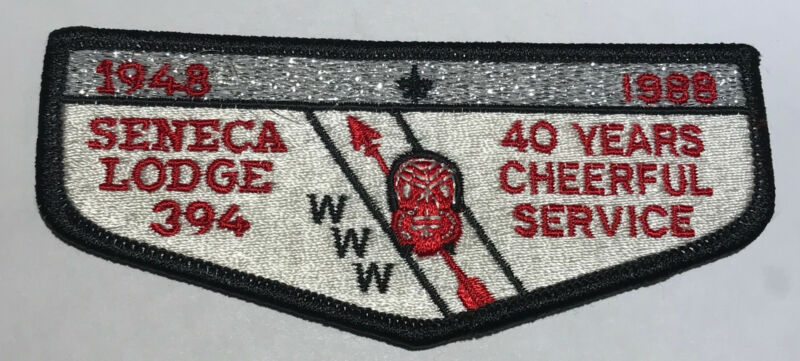 1948 1988
SENECA
LODGE
394
W
W
W
40 YEARS
CHEERFUL
SERVICE